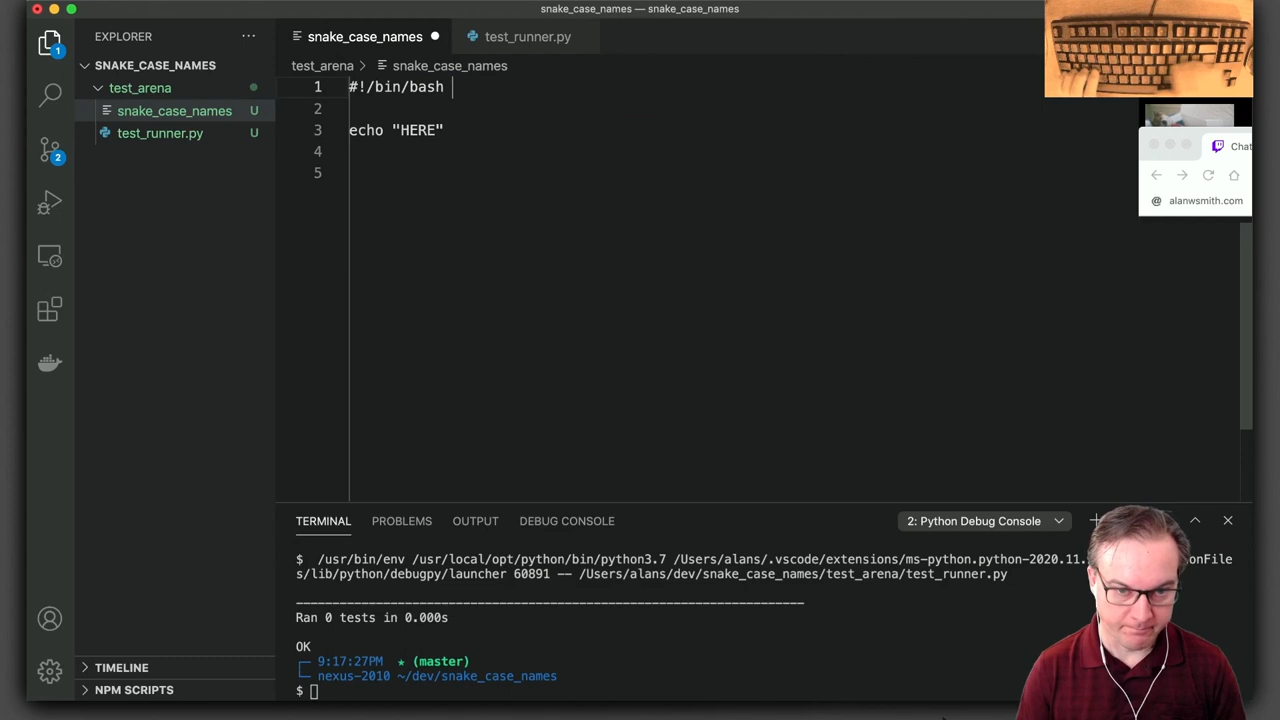 snake_case_names — snake_case_names
EXPLORER ···
SNAKE_CASE_NAMES
test_arena
snake_case_names U
test_runner.py U
1
2
TIMELINE
NPM SCRIPTS
snake_case_names
test_runner.py
test_arena > snake_case_names
1 #!/bin/bash
2
3 echo "HERE"
4
5
Chat
@ alanwsmith.com
TERMINAL PROBLEMS OUTPUT DEBUG CONSOLE
2: Python Debug Console
$ /usr/bin/env /usr/local/opt/python/bin/python3.7 /Users/alans/.vscode/extensions/ms-python.python-2020.11. onFile
s/lib/python/debugpy/launcher 60891 -- /Users/alans/dev/snake_case_names/test_arena/test_runner.py
----------------------------------------------------------------------
Ran 0 tests in 0.000s
OK
9:17:27PM ★ (master)
nexus-2010 ~/dev/snake_case_names
$